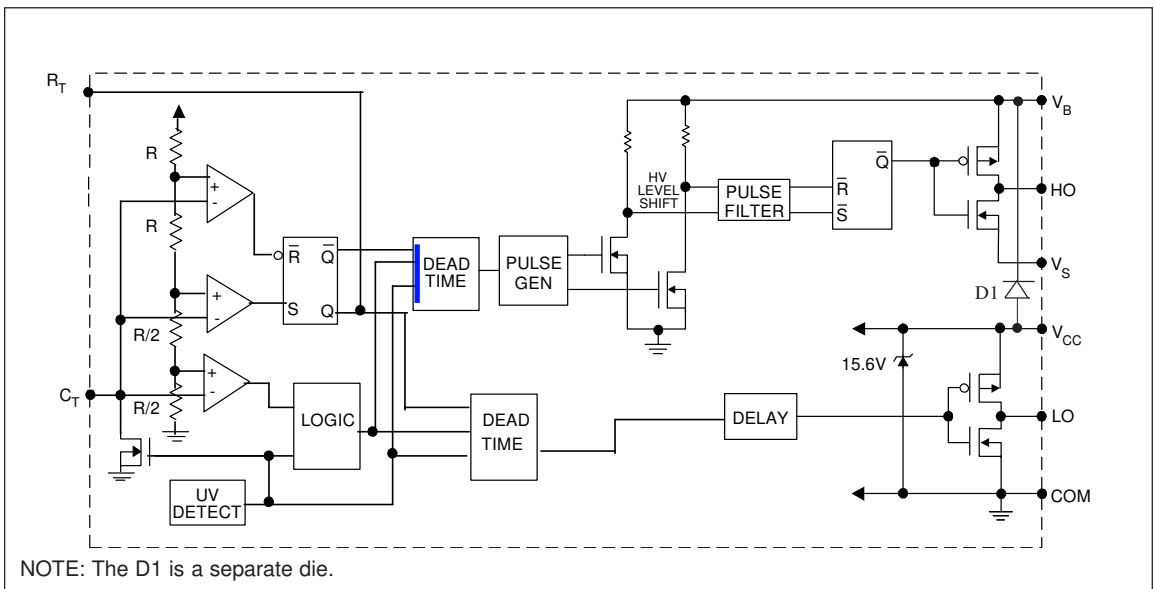 R_T
V_B
R
+
-
HV
LEVEL
SHIFT
PULSE
FILTER
R̅
S̅
Q̅
HO
R
R̅
Q̅
S
Q
DEAD
TIME
PULSE
GEN
V_S
D1
+
-
R/2
V_CC
15.6V
+
-
C_T
R/2
LOGIC
DEAD
TIME
DELAY
LO
UV
DETECT
COM
NOTE: The D1 is a separate die.